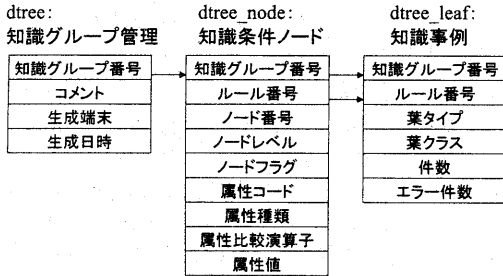 dtree:
知識グループ管理
知識グループ番号
コメント
生成端末
生成日時
dtree_node:
知識条件ノード
知識グループ番号
ルール番号
ノード番号
ノードレベル
ノードフラグ
属性コード
属性種類
属性比較演算子
属性値
dtree_leaf:
知識事例
知識グループ番号
ルール番号
葉タイプ
葉クラス
件数
エラー件数